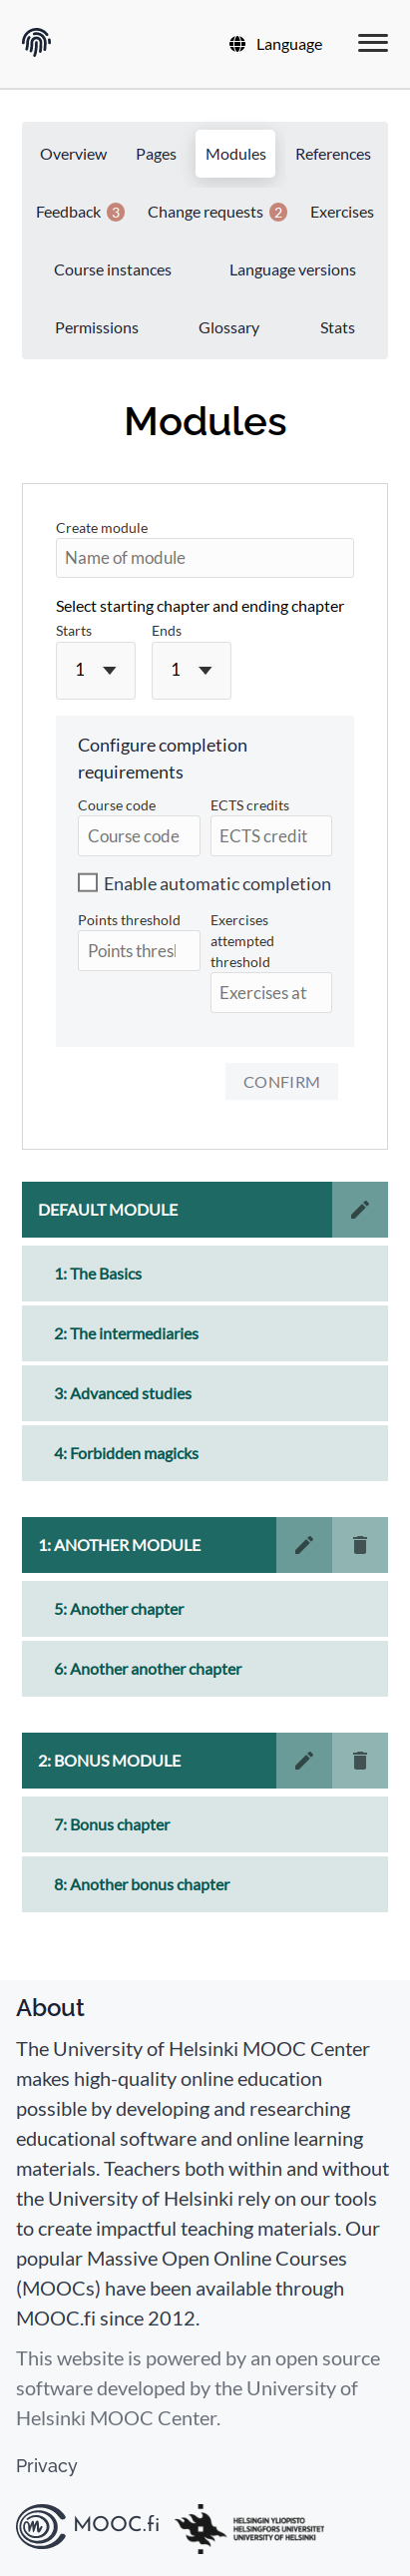 Language
Overview Pages Modules References
Feedback 3 Change requests 2 Exercises
Course instances Language versions
Permissions Glossary Stats
Modules
Create module
Name of module
Select starting chapter and ending chapter
Starts Ends
1 1
Configure completion
requirements
Course code ECTS credits
Course code ECTS credit
Enable automatic completion
Points threshold Exercises
attempted
threshold
Points thresh
Exercises at
CONFIRM
DEFAULT MODULE
1: The Basics
2: The intermediaries
3: Advanced studies
4: Forbidden magicks
1: ANOTHER MODULE
5: Another chapter
6: Another another chapter
2: BONUS MODULE
7: Bonus chapter
8: Another bonus chapter
About
The University of Helsinki MOOC Center
makes high-quality online education
possible by developing and researching
educational software and online learning
materials. Teachers both within and without
the University of Helsinki rely on our tools
to create impactful teaching materials. Our
popular Massive Open Online Courses
(MOOCs) have been available through
MOOC.fi since 2012.
This website is powered by an open source
software developed by the University of
Helsinki MOOC Center.
Privacy
MOOC.fi
HELSINGIN YLIOPISTO
HELSINGFORS UNIVERSITET
UNIVERSITY OF HELSINKI